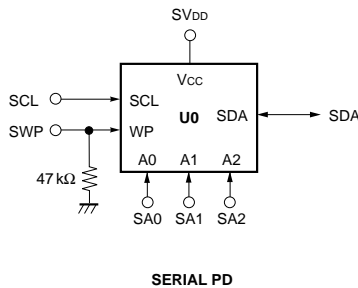 SVDD
VCC
SCL
SCL
U0
SDA
SDA
SWP
WP
A0 A1 A2
47 kΩ
SA0 SA1 SA2
SERIAL PD